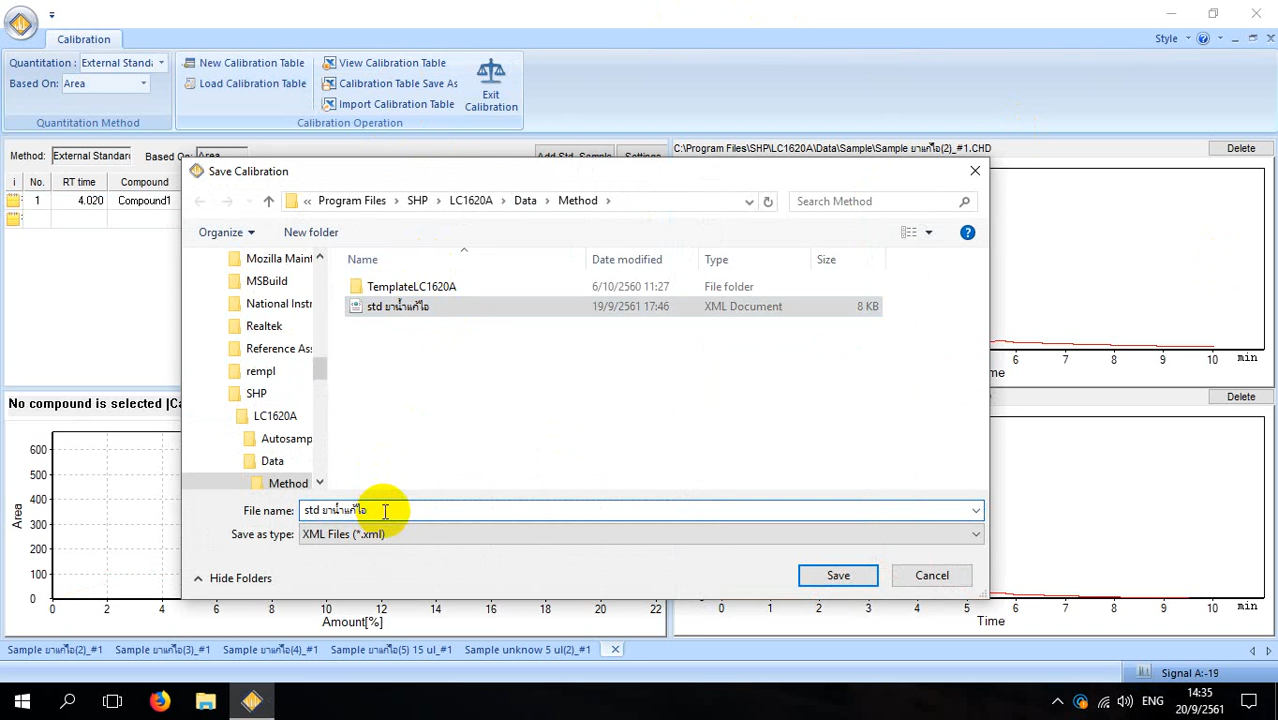 Calibration
Style
Quantitation : External Standa
New Calibration Table
View Calibration Table
Based On: Area
Load Calibration Table
Calibration Table Save As
Exit Calibration
Import Calibration Table
Quantitation Method
Calibration Operation
Method: External Standard
Based On: Area
Add Std. Sample
Settings
C:\Program Files\SHP\LC1620A\Data\Sample\Sample ยาแก้ไอ(2)_#1.CHD
Delete
i No. RT time Compound
1 4.020 Compound1
Save Calibration
« Program Files > SHP > LC1620A > Data > Method >
Search Method
Organize
New folder
Name Date modified Type Size
Mozilla Maint
MSBuild
National Instr
Realtek
Reference Ass
rempl
SHP
LC1620A
Autosamp
Data
Method
TemplateLC1620A 6/10/2560 11:27 File folder
std ยาน้ำแก้ไอ 19/9/2561 17:46 XML Document 8 KB
File name: std ยาน้ำแก้ไอ
Save as type: XML Files (*.xml)
Hide Folders
Save
Cancel
6 7 8 9 10 min
Delete
No compound is selected |Ca
Area
600
500
400
300
200
100
0
0 2 4 6 8 10 12 14 16 18 20 22
Amount[%]
0 1 2 3 4 5 6 7 8 9 10 min
Time
Sample ยาแก้ไอ(2)_#1
Sample ยาแก้ไอ(3)_#1
Sample ยาแก้ไอ(4)_#1
Sample ยาแก้ไอ(5) 15 ul_#1
Sample unknow 5 ul(2)_#1
Signal A:-19
ENG
14:35
20/9/2561